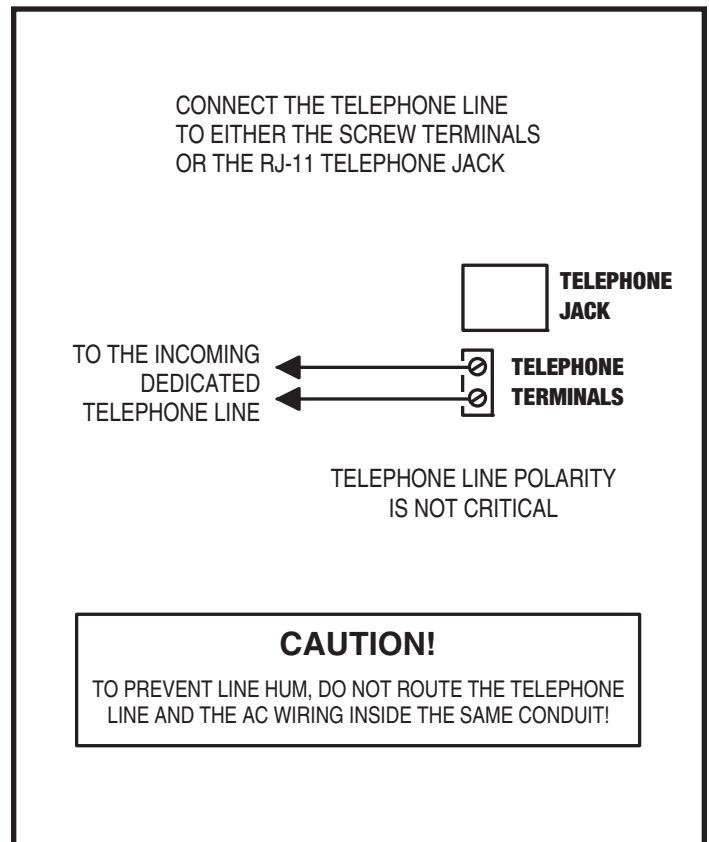 CONNECT THE TELEPHONE LINE
TO EITHER THE SCREW TERMINALS
OR THE RJ-11 TELEPHONE JACK
TELEPHONE
JACK
TO THE INCOMING
DEDICATED
TELEPHONE LINE
TELEPHONE
TERMINALS
TELEPHONE LINE POLARITY
IS NOT CRITICAL
CAUTION!
TO PREVENT LINE HUM, DO NOT ROUTE THE TELEPHONE
LINE AND THE AC WIRING INSIDE THE SAME CONDUIT!